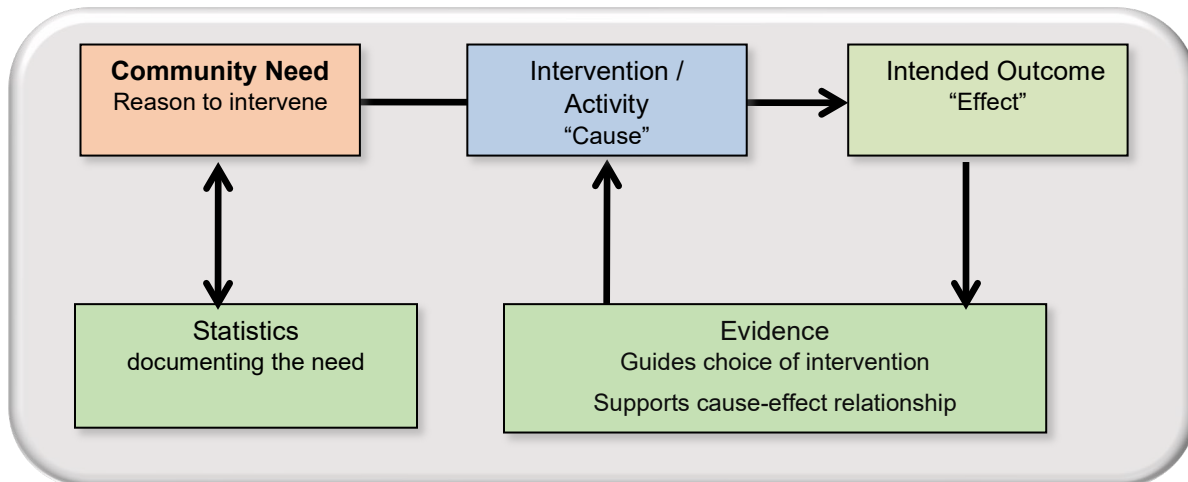 Community Need
Reason to intervene
Intervention /
Activity
“Cause”
Intended Outcome
“Effect”
Statistics
documenting the need
Evidence
Guides choice of intervention
Supports cause-effect relationship